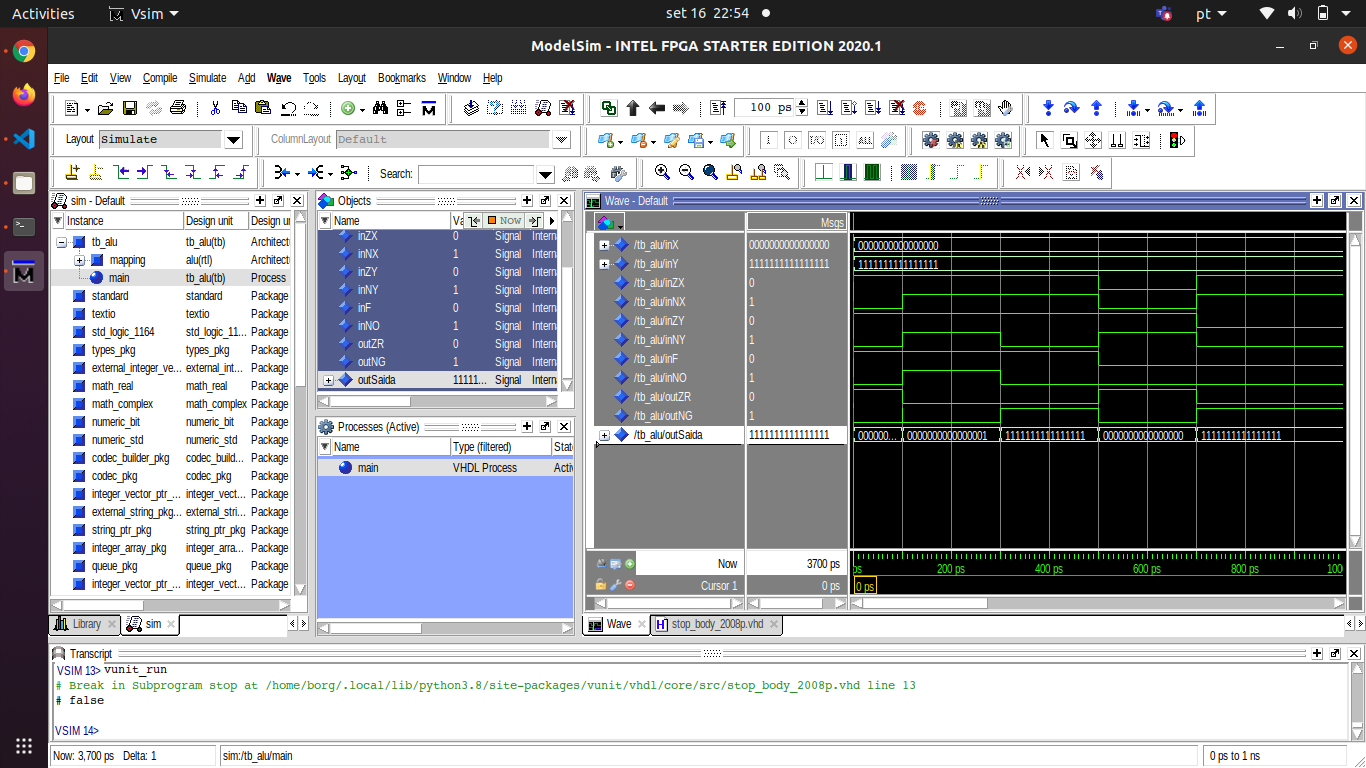 Activities Vsim set 16 22:54 pt
ModelSim - INTEL FPGA STARTER EDITION 2020.1
File Edit View Compile Simulate Add Wave Tools Layout Bookmarks Window Help
100 ps
Layout Simulate ColumnLayout Default
Search:
sim - Default
Instance Design unit Design u
tb_alu tb_alu(tb) Architect
mapping alu(rtl) Architect
main tb_alu(tb) Process
standard standard Package
textio textio Package
std_logic_1164 std_logic_11... Package
types_pkg types_pkg Package
external_integer_ve... external_int... Package
math_real math_real Package
math_complex math_complex Package
numeric_bit numeric_bit Package
numeric_std numeric_std Package
codec_builder_pkg codec_build... Package
codec_pkg codec_pkg Package
integer_vector_ptr_... integer_vect... Package
external_string_pkg... external_stri... Package
string_ptr_pkg string_ptr_pkg Package
integer_array_pkg integer_arra... Package
queue_pkg queue_pkg Package
integer_vector_ptr_... integer_vect... Package
Library sim
Objects
Name Va Now
inZX 0 Signal Intern
inNX 1 Signal Intern
inZY 0 Signal Intern
inNY 1 Signal Intern
inF 0 Signal Intern
inNO 1 Signal Intern
outZR 0 Signal Intern
outNG 1 Signal Intern
outSaida 11111... Signal Intern
Processes (Active)
Name Type (filtered) State
main VHDL Process Activ
Wave - Default
Msgs
/tb_alu/inX 0000000000000000 0000000000000000
/tb_alu/inY 1111111111111111 1111111111111111
/tb_alu/inZX 0
/tb_alu/inNX 1
/tb_alu/inZY 0
/tb_alu/inNY 1
/tb_alu/inF 0
/tb_alu/inNO 1
/tb_alu/outZR 0
/tb_alu/outNG 1
/tb_alu/outSaida 1111111111111111 000000... 0000000000000001 1111111111111111 0000000000000000 1111111111111111
Now 3700 ps ps 200 ps 400 ps 600 ps 800 ps 100
Cursor 1 0 ps 0 ps
Wave stop_body_2008p.vhd
Transcript
VSIM 13> vunit_run
# Break in Subprogram stop at /home/borg/.local/lib/python3.8/site-packages/vunit/vhdl/core/src/stop_body_2008p.vhd line 13
# false
VSIM 14>
Now: 3,700 ps Delta: 1 sim:/tb_alu/main 0 ps to 1 ns